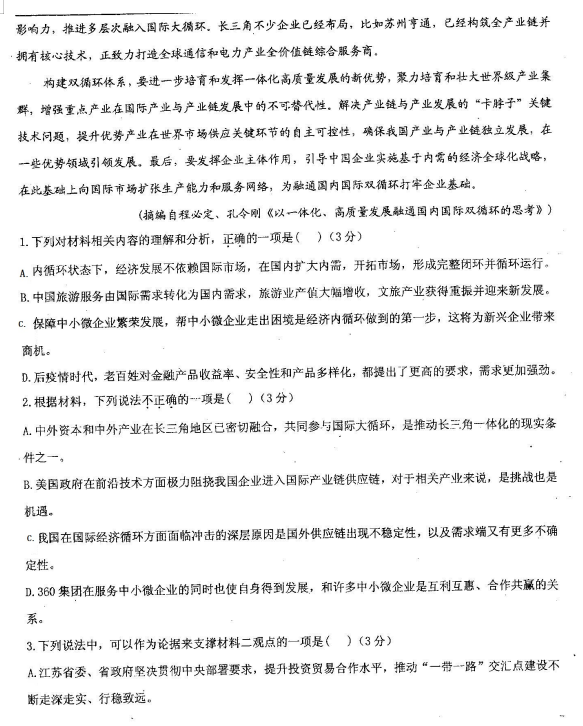 影响力，推进多层次融入国际大循环。长三角不少企业已经布局，比如苏州亨通，已经构筑全产业链并
拥有核心技术，正致力打造全球通信和电力产业全价值链综合服务商。
构建双循环体系，要进一步培育和发挥一体化高质量发展的新优势，聚力培育和壮大世界级产业集
群，增强重点产业在国际产业与产业链发展中的不可替代性。解决产业链与产业发展的“卡脖子”关键
技术问题，提升优势产业在世界市场供应关键环节的自主可控性，确保我国产业与产业链独立发展，在
一些优势领域引领发展。最后，要发挥企业主体作用，引导中国企业实施基于内需的经济全球化战略，
在此基础上向国际市场扩张生产能力和服务网络，为融通国内国际双循环打牢企业基础。
(摘编自程必定、孔令刚《以一体化、高质量发展融通国内国际双循环的思考》)
1.下列对材料相关内容的理解和分析，正确的一项是(　)(3分)
A.内循环状态下，经济发展不依赖国际市场，在国内扩大内需，开拓市场，形成完整闭环并循环运行。
B.中国旅游服务由国际需求转化为国内需求，旅游业产值大幅增收，文旅产业获得重振并迎来新发展。
C.保障中小微企业繁荣发展，帮中小微企业走出困境是经济内循环做到的第一步，这将为新兴企业带来
商机。
D.后疫情时代，老百姓对金融产品收益率、安全性和产品多样化，都提出了更高的要求，需求更加强劲。
2.根据材料，下列说法不正确的一项是(　)(3分)
A.中外资本和中外产业在长三角地区已密切融合，共同参与国际大循环，是推动长三角一体化的现实条
件之一。
B.美国政府在前沿技术方面极力阻挠我国企业进入国际产业链供应链，对于相关产业来说，是挑战也是
机遇。
C.我国在国际经济循环方面面临冲击的深层原因是国外供应链出现不稳定性，以及需求端又有更多不确
定性。
D.360集团在服务中小微企业的同时也使自身得到发展，和许多中小微企业是互利互惠、合作共赢的关
系。
3.下列说法中，可以作为论据来支撑材料二观点的一项是(　)(3分)
A.江苏省委、省政府坚决贯彻中央部署要求，提升投资贸易合作水平，推动“一带一路”交汇点建设不
断走深走实、行稳致远。